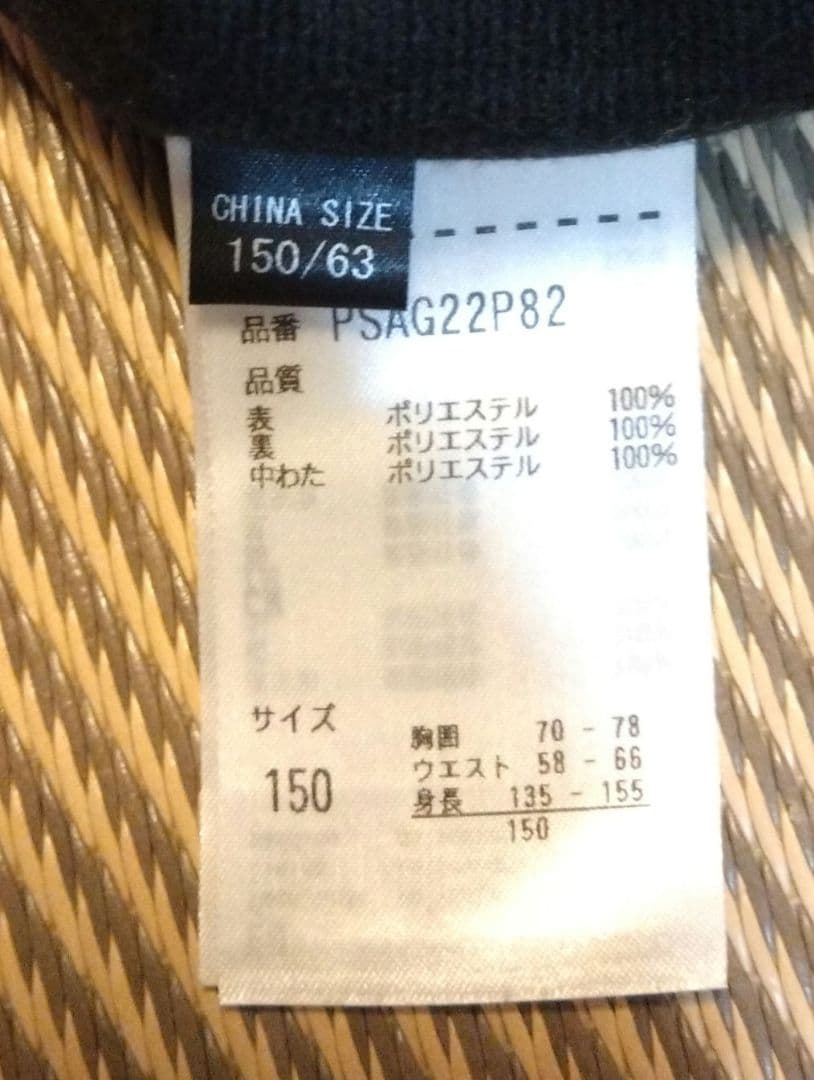 CHINA SIZE
150/63
品番 PSAG22P82
品質
表 ポリエステル 100%
裏 ポリエステル 100%
中わた ポリエステル 100%
サイズ
150
胸囲 70 - 78
ウエスト 58 - 66
身長 135 - 155
150